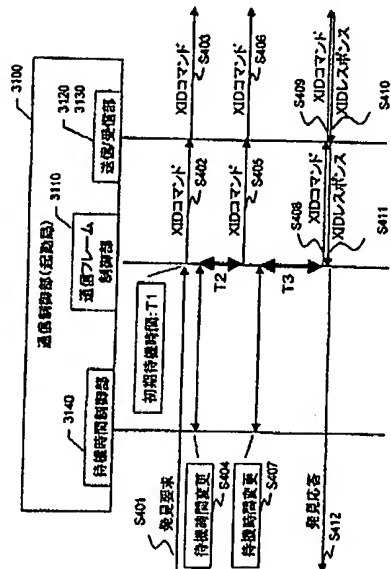 3100
通信制御部(起動局)
3140
待機時間制御部
3110
通信フレーム
制御部
3120
3130
送信/受信部
初期待機時間:T1
S401
発見要求
XIDコマンド
S402
XIDコマンド
S403
待機時間変更
S404
T2
XIDコマンド
S405
XIDコマンド
S406
待機時間変更
S407
T3
S408
XIDコマンド
XIDレスポンス
S411
S409
XIDコマンド
XIDレスポンス
S410
発見応答
S412